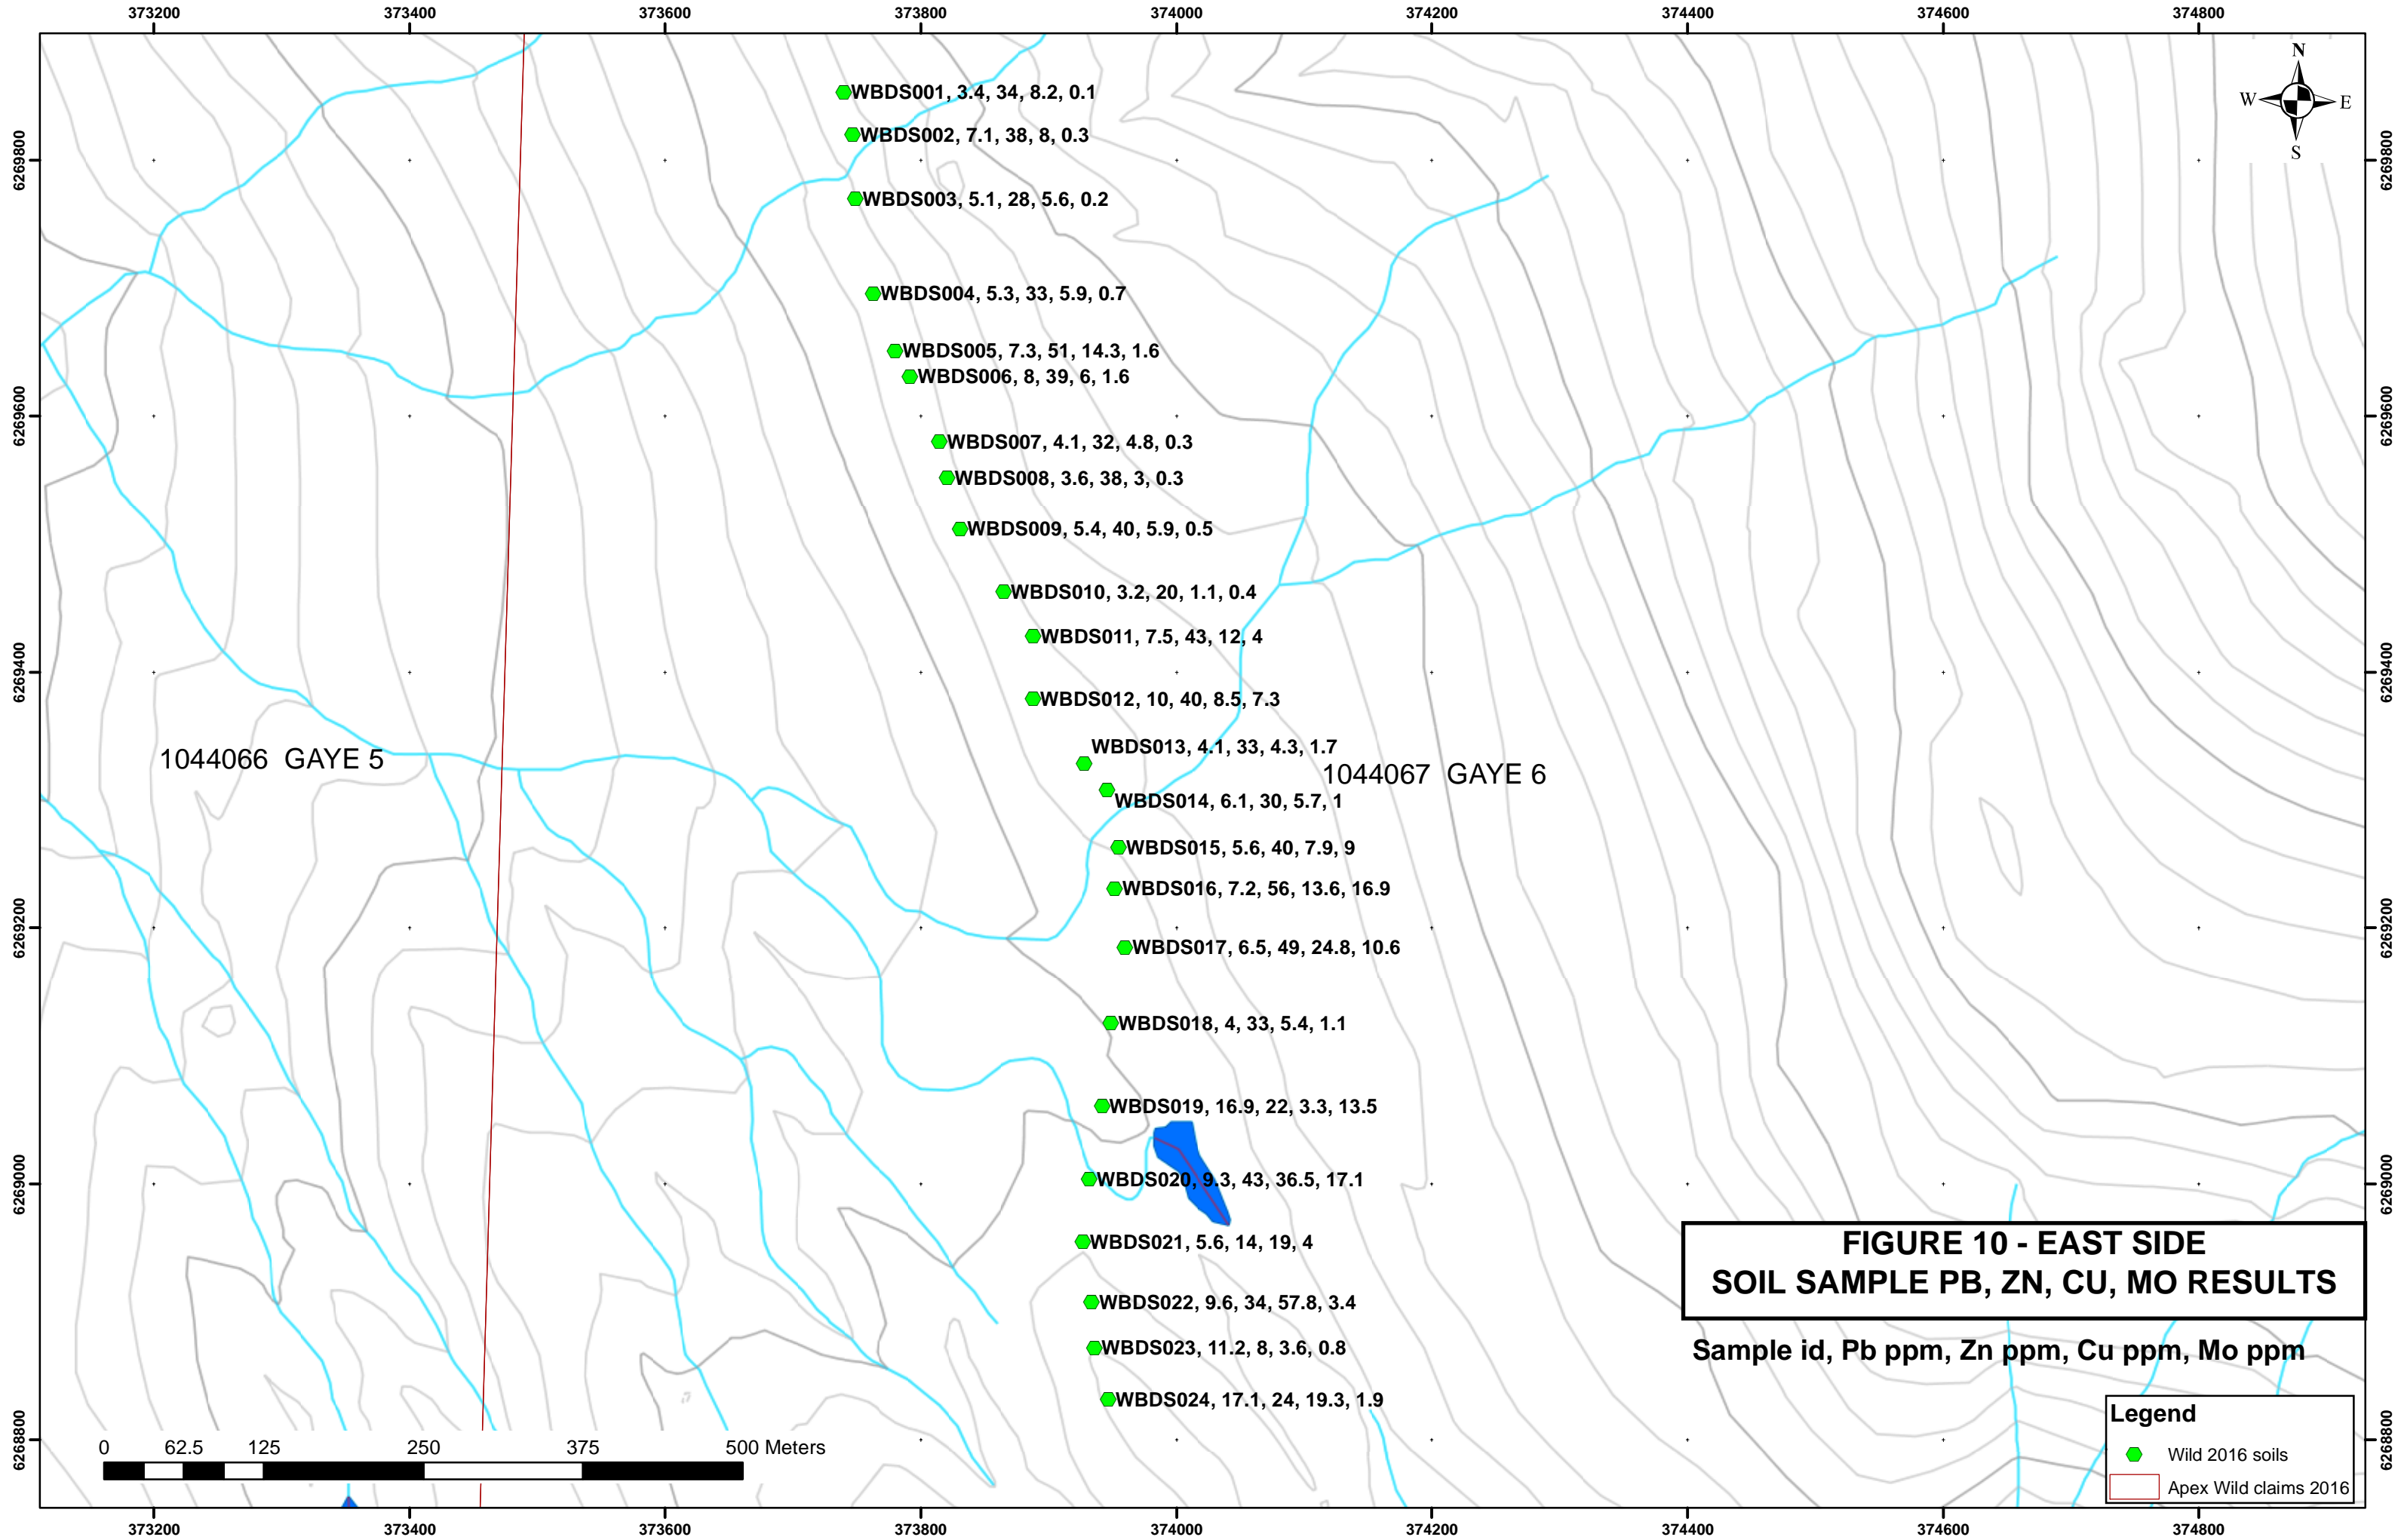 373200 373400 373600 373800 374000 374200 374400 374600 374800
N
W E
S
6269800 6269800
6269600 6269600
6269400 6269400
6269200 6269200
6269000 6269000
6268800 6268800
WBDS001, 3.4, 34, 8.2, 0.1
WBDS002, 7.1, 38, 8, 0.3
WBDS003, 5.1, 28, 5.6, 0.2
WBDS004, 5.3, 33, 5.9, 0.7
WBDS005, 7.3, 51, 14.3, 1.6
WBDS006, 8, 39, 6, 1.6
WBDS007, 4.1, 32, 4.8, 0.3
WBDS008, 3.6, 38, 3, 0.3
WBDS009, 5.4, 40, 5.9, 0.5
WBDS010, 3.2, 20, 1.1, 0.4
WBDS011, 7.5, 43, 12, 4
WBDS012, 10, 40, 8.5, 7.3
WBDS013, 4.1, 33, 4.3, 1.7
1044066 GAYE 5
1044067 GAYE 6
WBDS014, 6.1, 30, 5.7, 1
WBDS015, 5.6, 40, 7.9, 9
WBDS016, 7.2, 56, 13.6, 16.9
WBDS017, 6.5, 49, 24.8, 10.6
WBDS018, 4, 33, 5.4, 1.1
WBDS019, 16.9, 22, 3.3, 13.5
WBDS020, 9.3, 43, 36.5, 17.1
WBDS021, 5.6, 14, 19, 4
WBDS022, 9.6, 34, 57.8, 3.4
WBDS023, 11.2, 8, 3.6, 0.8
WBDS024, 17.1, 24, 19.3, 1.9
FIGURE 10 - EAST SIDE
SOIL SAMPLE PB, ZN, CU, MO RESULTS
Sample id, Pb ppm, Zn ppm, Cu ppm, Mo ppm
Legend
Wild 2016 soils
Apex Wild claims 2016
0 62.5 125 250 375 500 Meters
373200 373400 373600 373800 374000 374200 374400 374600 374800